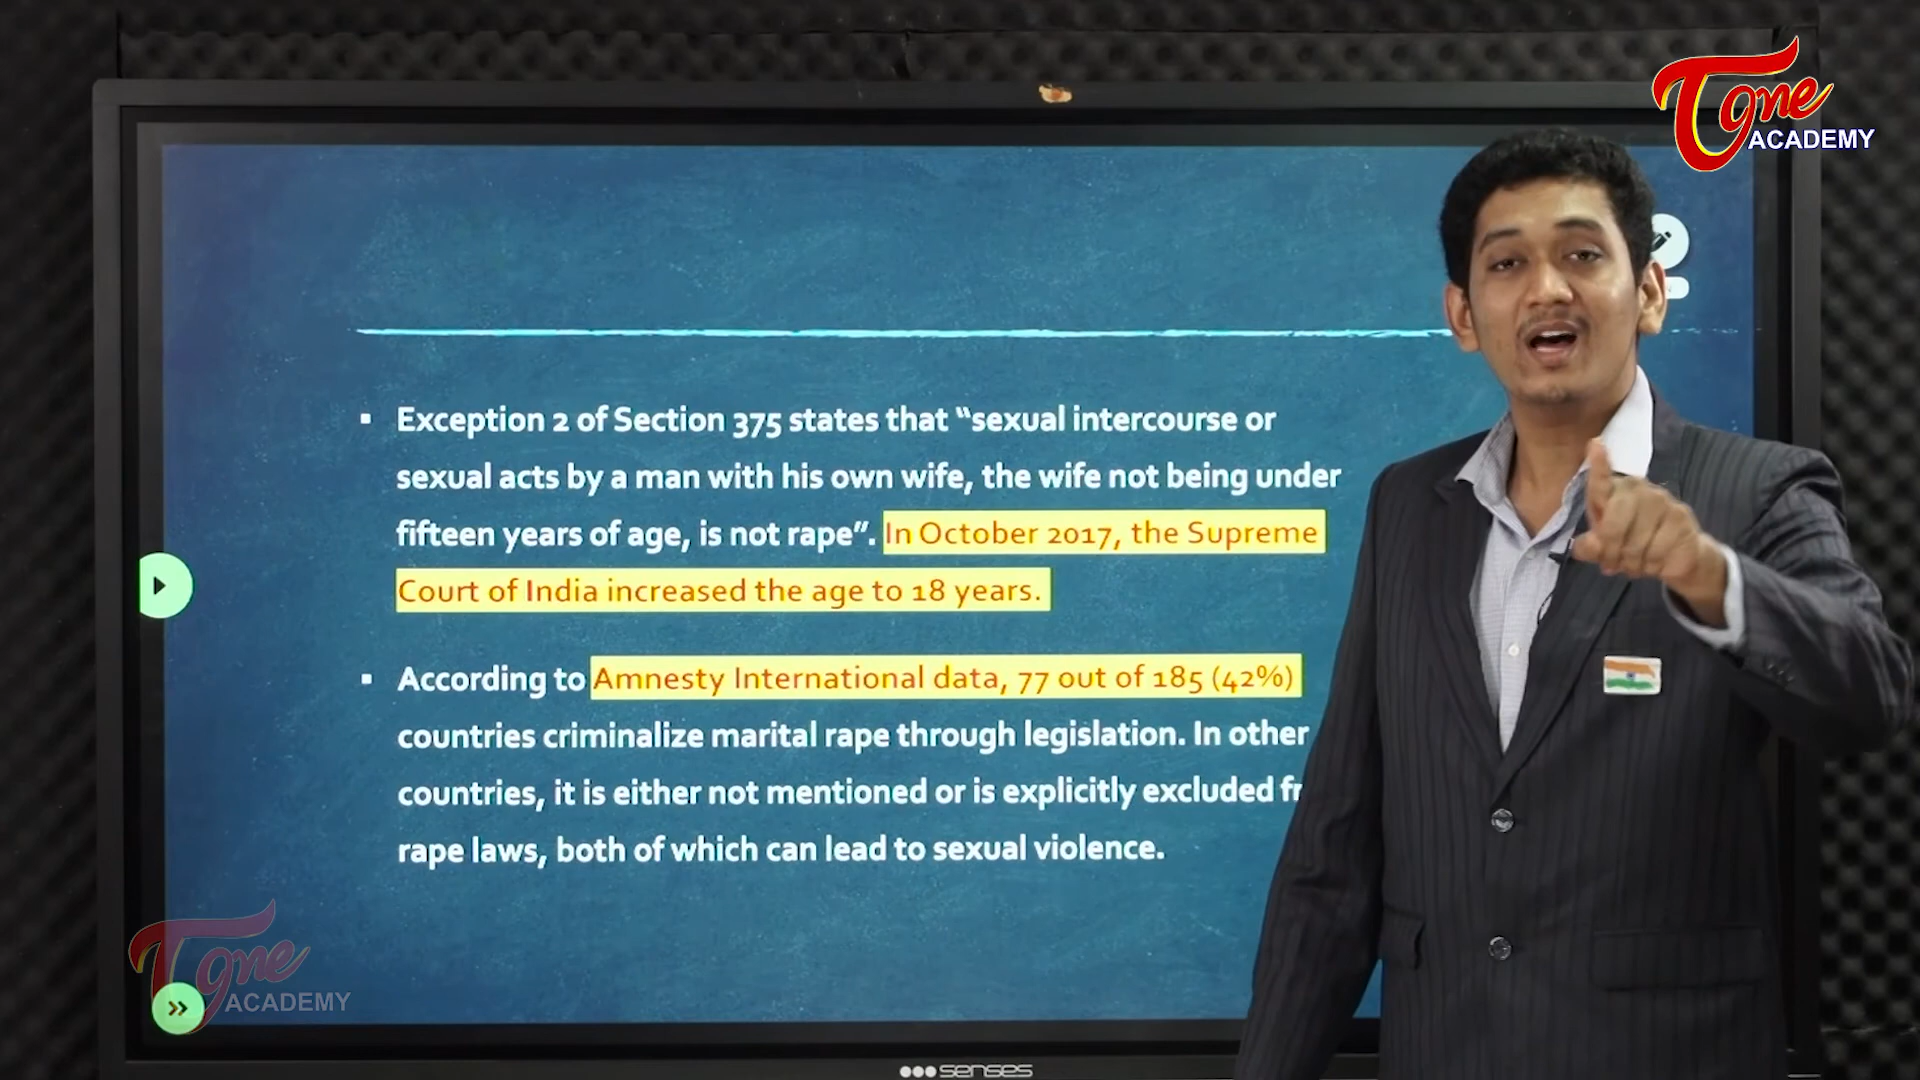 Tone
ACADEMY
Exception 2 of Section 375 states that “sexual intercourse or
sexual acts by a man with his own wife, the wife not being under
fifteen years of age, is not rape”. In October 2017, the Supreme
Court of India increased the age to 18 years.
According to Amnesty International data, 77 out of 185 (42%)
countries criminalize marital rape through legislation. In other
countries, it is either not mentioned or is explicitly excluded fr
rape laws, both of which can lead to sexual violence.
Tone
ACADEMY
senses